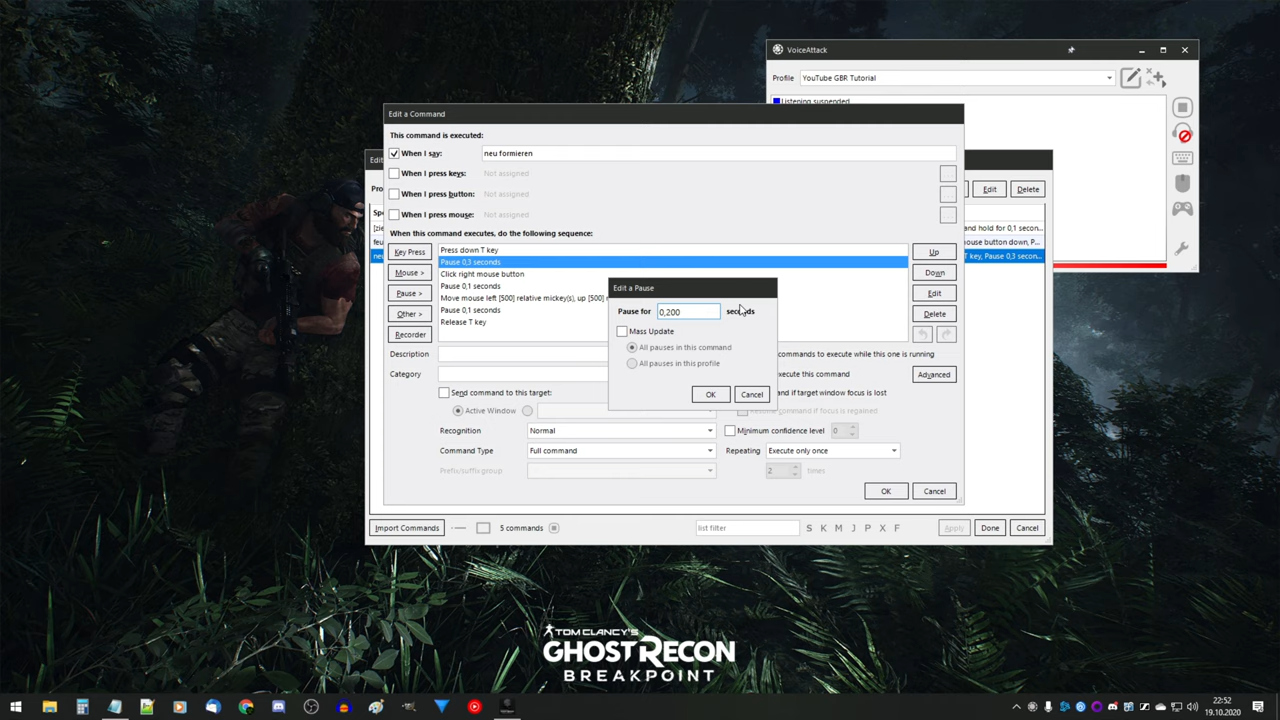 VoiceAttack
Profile YouTube GBR Tutorial
Listening suspended
Edit a Command
This command is executed:
When I say: neu formieren
When I press keys: Not assigned
When I press button: Not assigned
When I press mouse: Not assigned
Edit Delete
When this command executes, do the following sequence:
Key Press
Mouse >
Pause >
Other >
Recorder
Press down T key
Pause 0,3 seconds
Click right mouse button
Pause 0,1 seconds
Move mouse left [500] relative mickey(s), up [500]
Pause 0,1 seconds
Release T key
Up
Down
Edit
Delete
and hold for 0,1 secon...
mouse button down, P...
T key, Pause 0,3 secon...
Edit a Pause
Pause for 0,200 seconds
Mass Update
All pauses in this command
All pauses in this profile
OK Cancel
Description
Category
commands to execute while this one is running
execute this command
Advanced
Send command to this target:
Active Window
if target window focus is lost
Resume command if focus is regained
Recognition Normal
Minimum confidence level 0
Command Type Full command
Repeating Execute only once
Prefix/suffix group
2 times
OK Cancel
Import Commands 5 commands list filter S K M J P X F Apply Done Cancel
TOM CLANCY'S
GHOST RECON
BREAKPOINT
22:52
19.10.2020